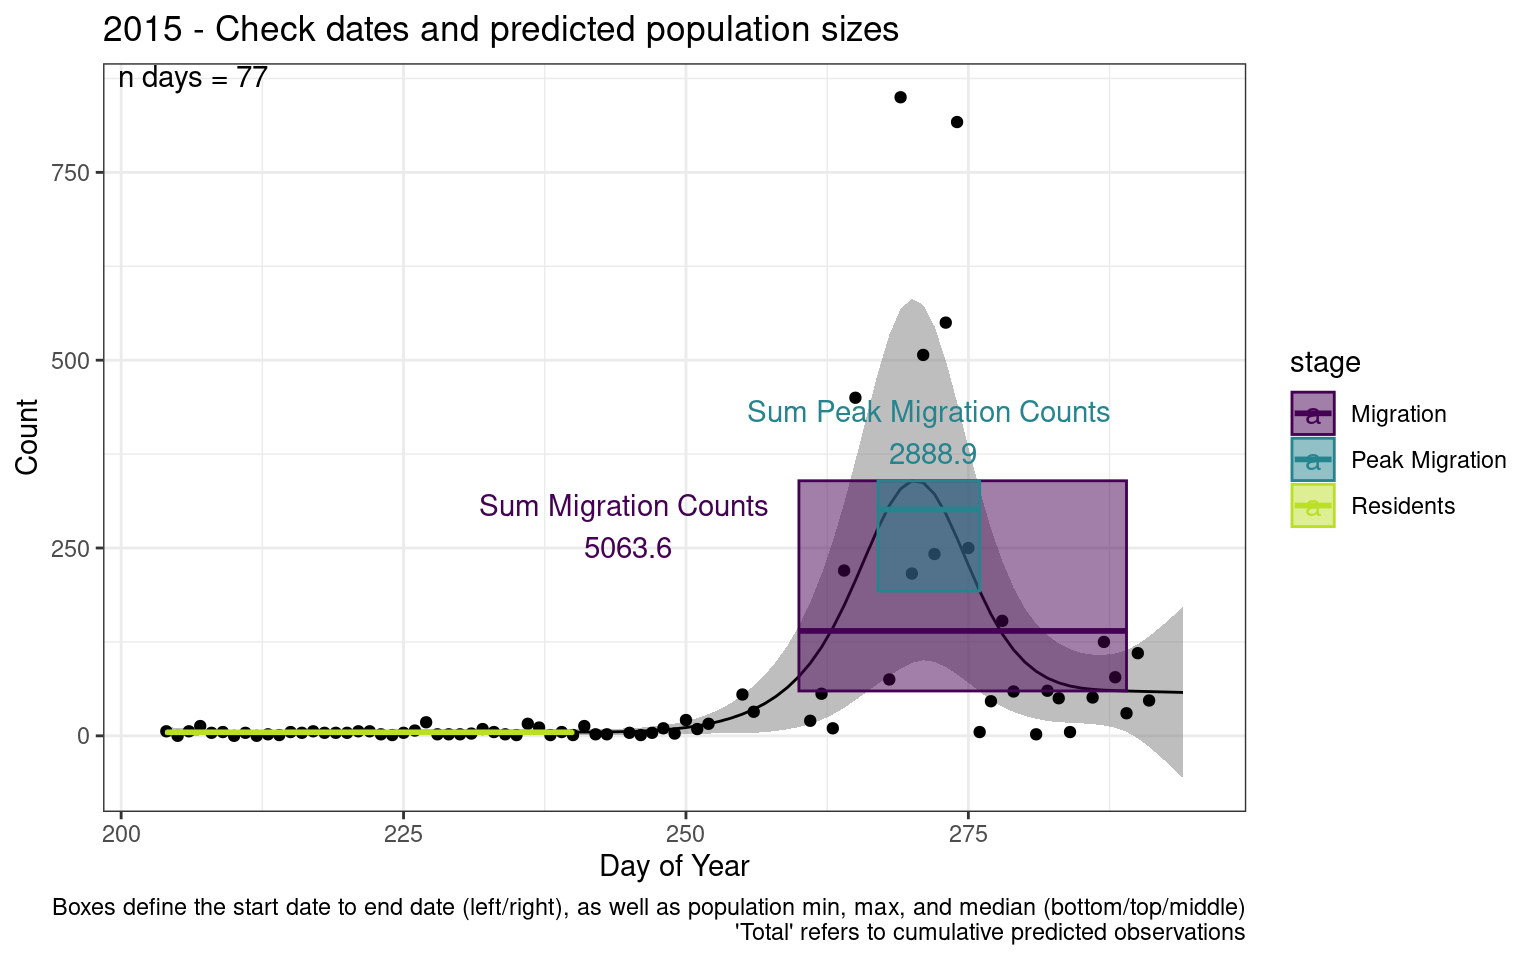 2015 - Check dates and predicted population sizes
n days = 77
750
500
250
0
Count
Sum Peak Migration Counts
2888.9
Sum Migration Counts
5063.6
200
225
250
275
Day of Year
stage
a Migration
a Peak Migration
a Residents
Boxes define the start date to end date (left/right), as well as population min, max, and median (bottom/top/middle)
'Total' refers to cumulative predicted observations